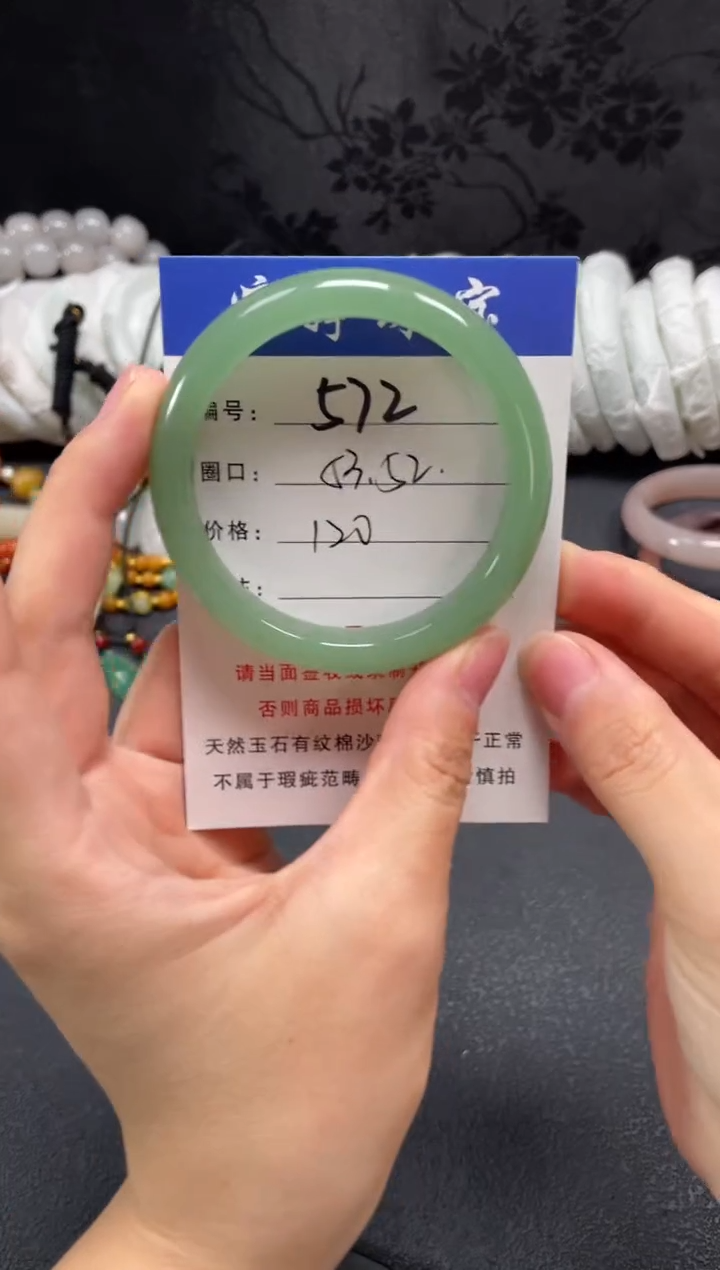 编号: 572
圈口: 53.52.
价格: 120
请当面签收
否则商品损坏
天然玉石有纹棉沙 正常
不属于瑕疵范畴 慎拍